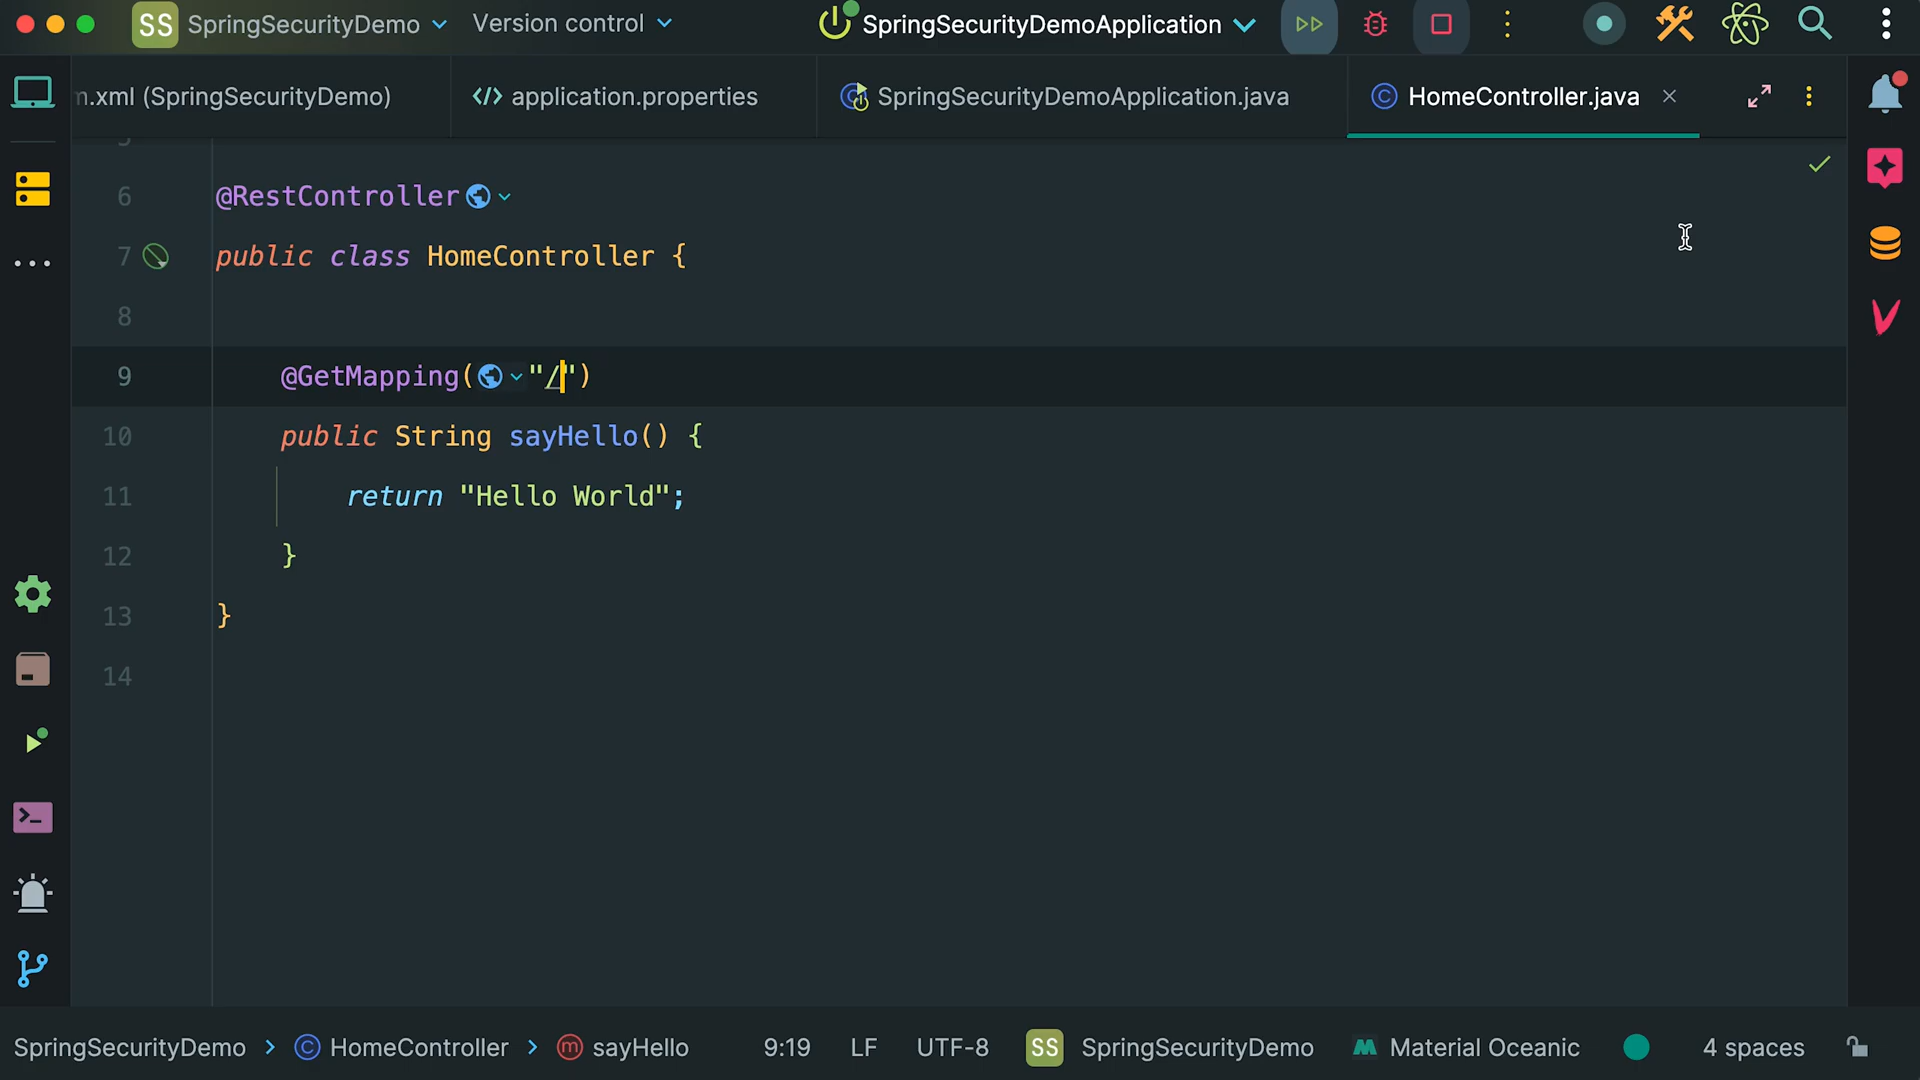 SS SpringSecurityDemo Version control SpringSecurityDemoApplication
m.xml (SpringSecurityDemo) </> application.properties SpringSecurityDemoApplication.java © HomeController.java ×
6 @RestController
7 public class HomeController {
8
9 @GetMapping("/")
10 public String sayHello() {
11 return "Hello World";
12 }
13 }
14
SpringSecurityDemo > © HomeController > m sayHello 9:19 LF UTF-8 SS SpringSecurityDemo Material Oceanic 4 spaces